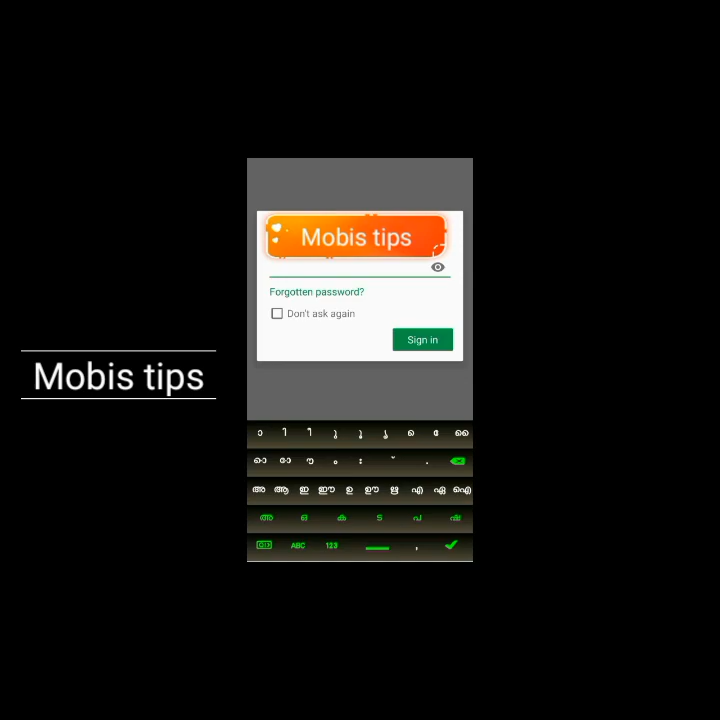 Mobis tips
Mobis tips
Forgotten password?
Don't ask again
Sign in
ാ ി ീ ു ൂ ൃ െ േ ൈ
ൊ ോ ൗ ം ഃ ് .
അ ആ ഇ ഈ ഉ ഊ ഋ എ ഏ ഐ
അ ഒ ക ട പ ഷ
ABC 123 ,